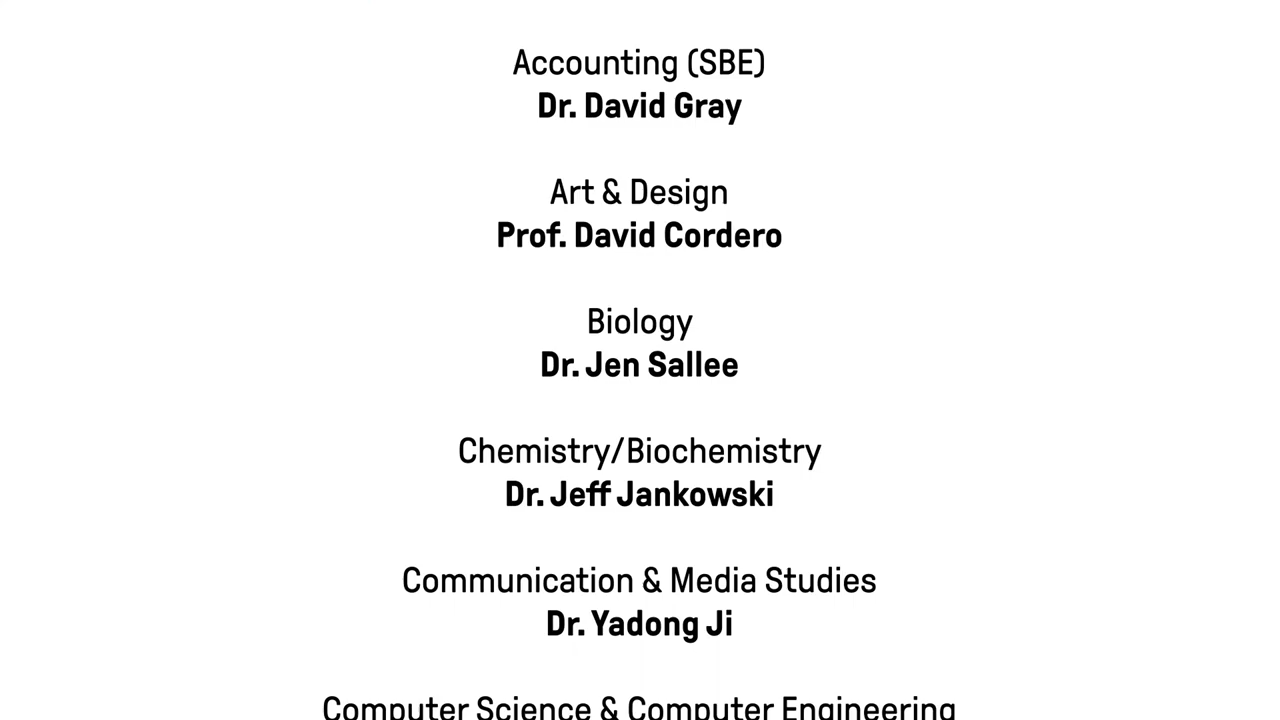 Accounting (SBE)
Dr. David Gray
Art & Design
Prof. David Cordero
Biology
Dr. Jen Sallee
Chemistry/Biochemistry
Dr. Jeff Jankowski
Communication & Media Studies
Dr. Yadong Ji
Computer Science & Computer Engineering